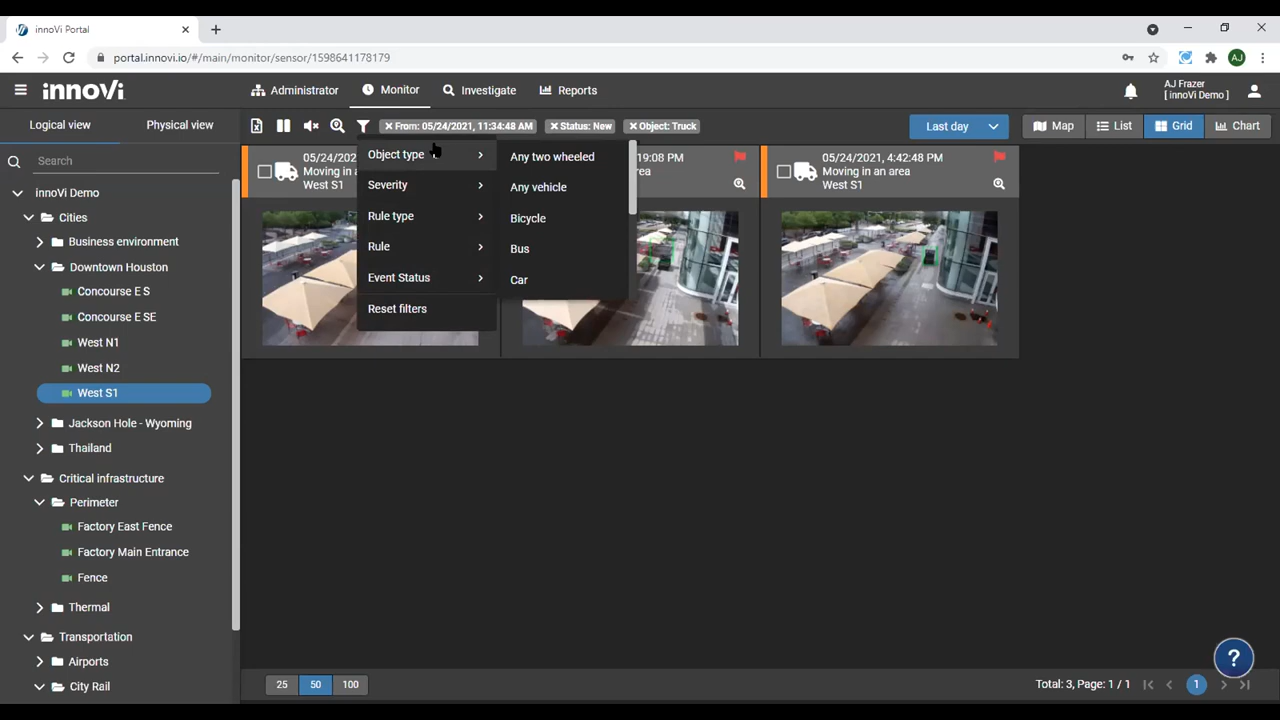 innoVi Portal
portal.innovi.io/#/main/monitor/sensor/1598641178179
AJ
innoVi
Administrator
Monitor
Investigate
Reports
AJ Frazer
[ innoVi Demo ]
Logical view
Physical view
From: 05/24/2021, 11:34:48 AM
Status: New
Object: Truck
Last day
Map
List
Grid
Chart
Search
innoVi Demo
Cities
Business environment
Downtown Houston
Concourse E S
Concourse E SE
West N1
West N2
West S1
Jackson Hole - Wyoming
Thailand
Critical infrastructure
Perimeter
Factory East Fence
Factory Main Entrance
Fence
Thermal
Transportation
Airports
City Rail
05/24/202
Moving in a
West S1
Object type
Severity
Rule type
Rule
Event Status
Reset filters
Any two wheeled
Any vehicle
Bicycle
Bus
Car
19:08 PM
ea
05/24/2021, 4:42:48 PM
Moving in an area
West S1
25
50
100
Total: 3, Page: 1 / 1
1
?